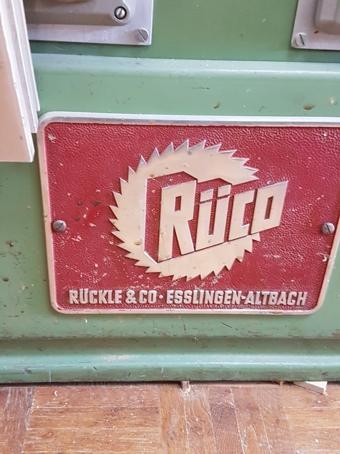 Rüco
RÜCKLE & CO · ESSLINGEN-ALTBACH